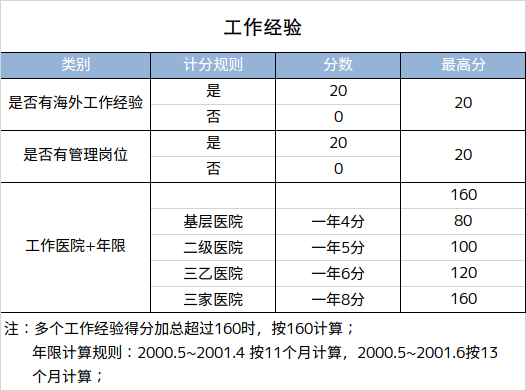 工作经验
类别 计分规则 分数 最高分
是否有海外工作经验 是 20 20
否 0
是否有管理岗位 是 20 20
否 0
工作医院+年限 160
基层医院 一年4分 80
二级医院 一年5分 100
三乙医院 一年6分 120
三家医院 一年8分 160
注：多个工作经验得分加总超过160时，按160计算；
年限计算规则：2000.5~2001.4 按11个月计算，2000.5~2001.6按13
个月计算；